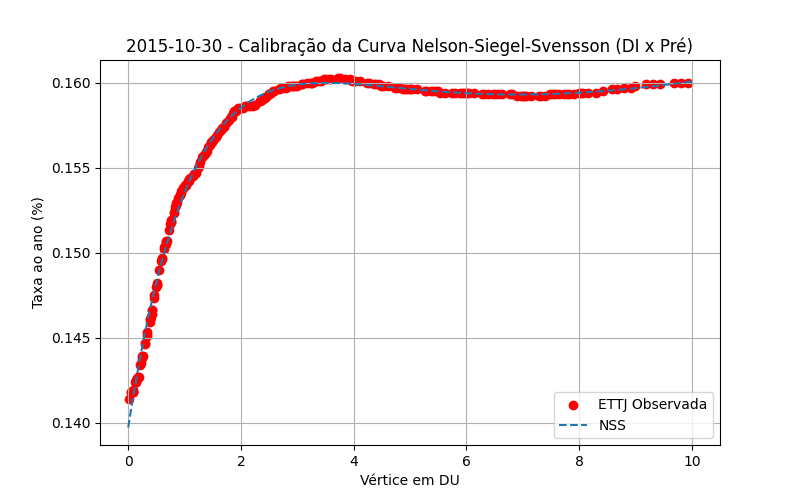 2015-10-30 - Calibração da Curva Nelson-Siegel-Svensson (DI x Pré)
Taxa ao ano (%)
0.160
0.155
0.150
0.145
0.140
ETTJ Observada
NSS
0 2 4 6 8 10
Vértice em DU